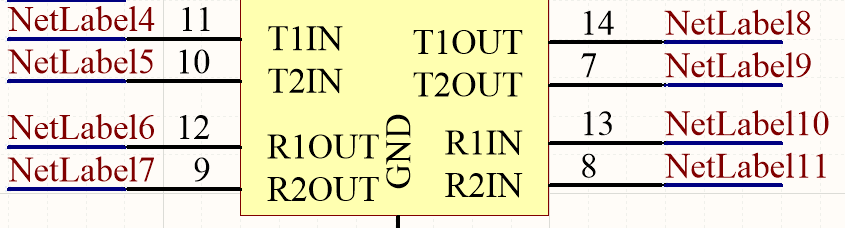 NetLabel4 11 T1IN T1OUT 14 NetLabel8
NetLabel5 10 T2IN T2OUT 7 NetLabel9
NetLabel6 12 R1OUT GND R1IN 13 NetLabel10
NetLabel7 9 R2OUT R2IN 8 NetLabel11